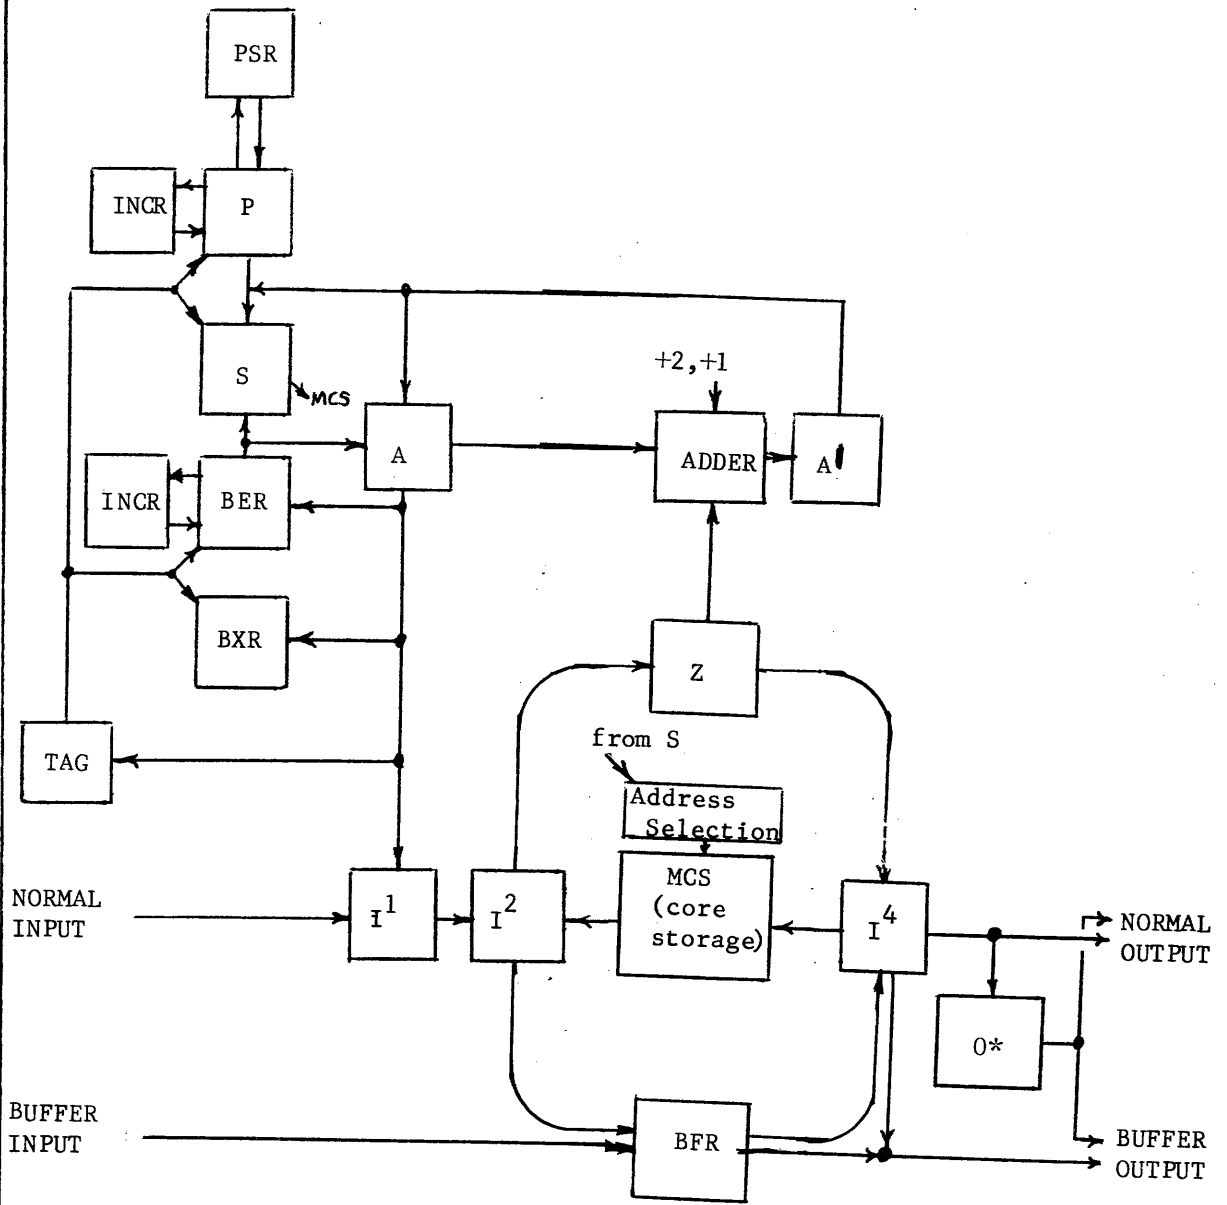 PSR
INCR
P
+2,+1
S
MCS
A
ADDER
A'
INCR
BER
BXR
Z
TAG
from S
Address
Selection
MCS
(core
storage)
NORMAL
INPUT
I1
I2
I4
NORMAL
OUTPUT
O*
BUFFER
INPUT
BFR
BUFFER
OUTPUT